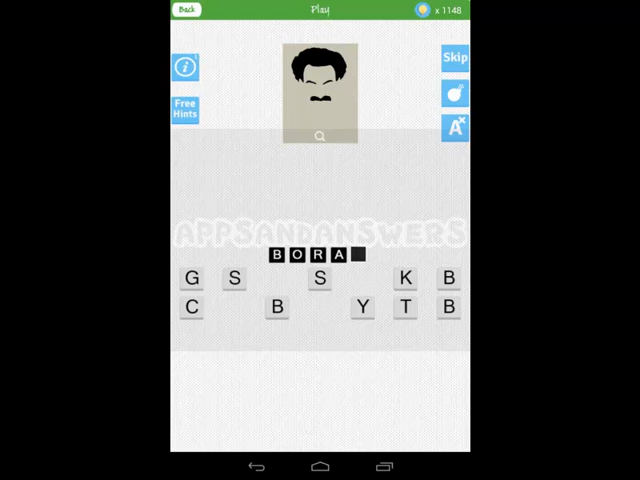 Back Play x 1148
i Skip
Free
Hints
A x
APPSANDANSWERS
BORA
G S S K B
C B Y T B